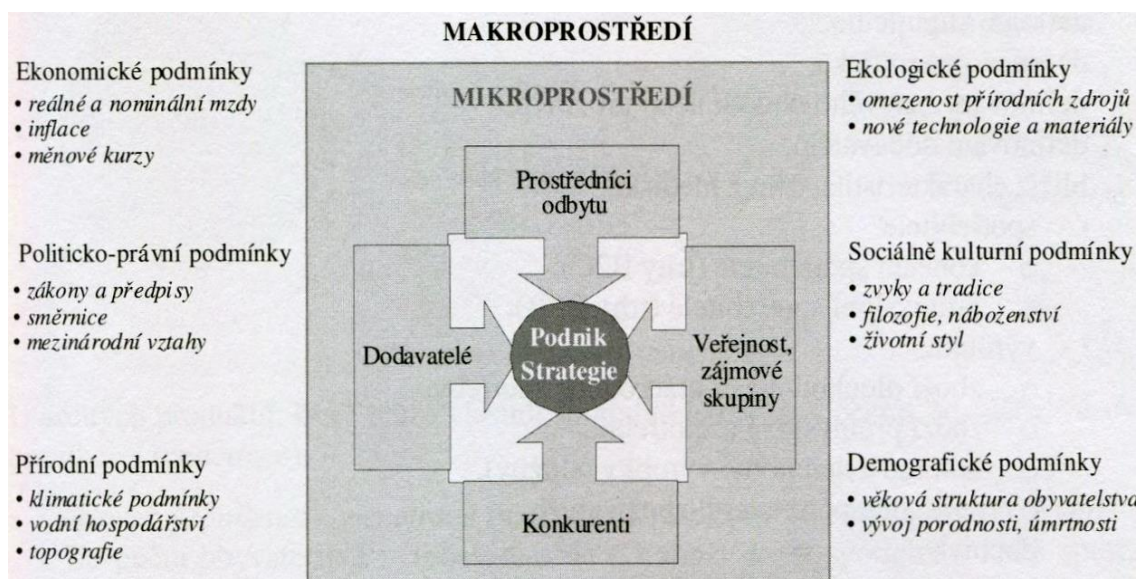 MAKROPROSTŘEDÍ
Ekonomické podmínky
• reálné a nominální mzdy
• inflace
• měnové kurzy
Politicko-právní podmínky
• zákony a předpisy
• směrnice
• mezinárodní vztahy
Přírodní podmínky
• klimatické podmínky
• vodní hospodářství
• topografie
MIKROPROSTŘEDÍ
Prostředníci
odbytu
Dodavatelé
Podnik
Strategie
Veřejnost,
zájmové
skupiny
Konkurenti
Ekologické podmínky
• omezenost přírodních zdrojů
• nové technologie a materiály
Sociálně kulturní podmínky
• zvyky a tradice
• filozofie, náboženství
• životní styl
Demografické podmínky
• věková struktura obyvatelstva
• vývoj porodnosti, úmrtnosti